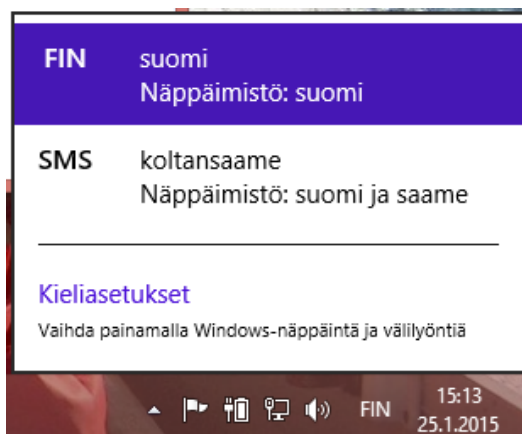 FIN suomi
Näppäimistö: suomi
SMS koltansaame
Näppäimistö: suomi ja saame
Kieliasetukset
Vaihda painamalla Windows-näppäintä ja välilyöntiä
FIN 15:13
25.1.2015